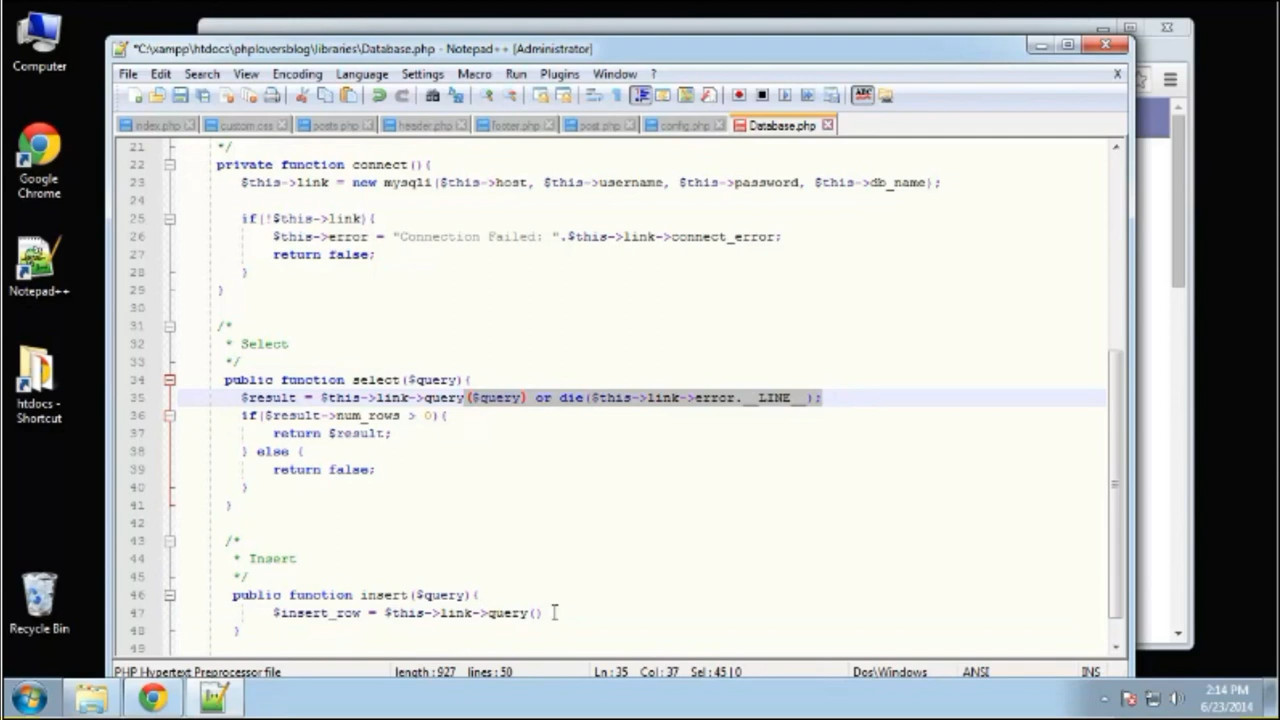 Computer
Google
Chrome
Notepad++
htdocs -
Shortcut
Recycle Bin
*C:\xampp\htdocs\phploversblog\libraries\Database.php - Notepad++ [Administrator]
File Edit Search View Encoding Language Settings Macro Run Plugins Window ? X
index.php custom.css posts.php header.php footer.php post.php config.php Database.php
21 */
22 private function connect(){
23 $this->link = new mysqli($this->host, $this->username, $this->password, $this->db_name);
24
25 if(!$this->link){
26 $this->error = "Connection Failed: ".$this->link->connect_error;
27 return false;
28 }
29 }
30
31 /*
32 * Select
33 */
34 public function select($query){
35 $result = $this->link->query($query) or die($this->link->error.__LINE__);
36 if($result->num_rows > 0){
37 return $result;
38 } else {
39 return false;
40 }
41 }
42
43 /*
44 * Insert
45 */
46 public function insert($query){
47 $insert_row = $this->link->query()
48 }
49
PHP Hypertext Preprocessor file length : 927 lines : 50 Ln : 35 Col : 37 Sel : 45 | 0 Dos\Windows ANSI INS
2:14 PM
6/23/2014